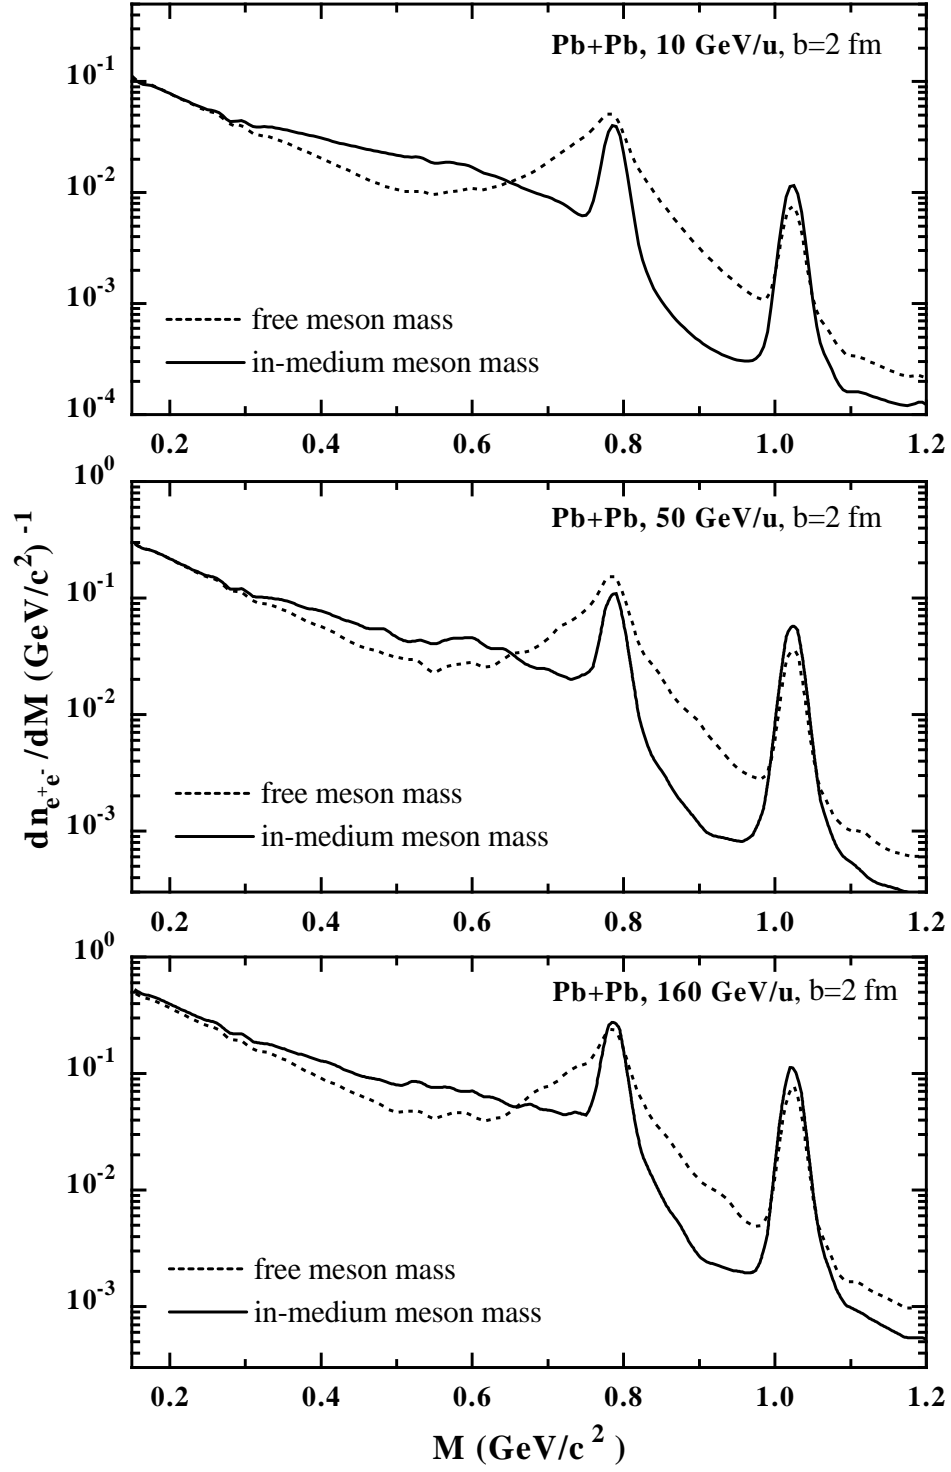 Pb+Pb, 10 GeV/u, b=2 fm
10^-1
10^-2
10^-3
10^-4
free meson mass
in-medium meson mass
0.2 0.4 0.6 0.8 1.0 1.2
dn_e+e- /dM (GeV/c^2)^-1
10^0
Pb+Pb, 50 GeV/u, b=2 fm
10^-1
10^-2
10^-3
free meson mass
in-medium meson mass
0.2 0.4 0.6 0.8 1.0 1.2
10^0
Pb+Pb, 160 GeV/u, b=2 fm
10^-1
10^-2
10^-3
free meson mass
in-medium meson mass
0.2 0.4 0.6 0.8 1.0 1.2
M (GeV/c^2)